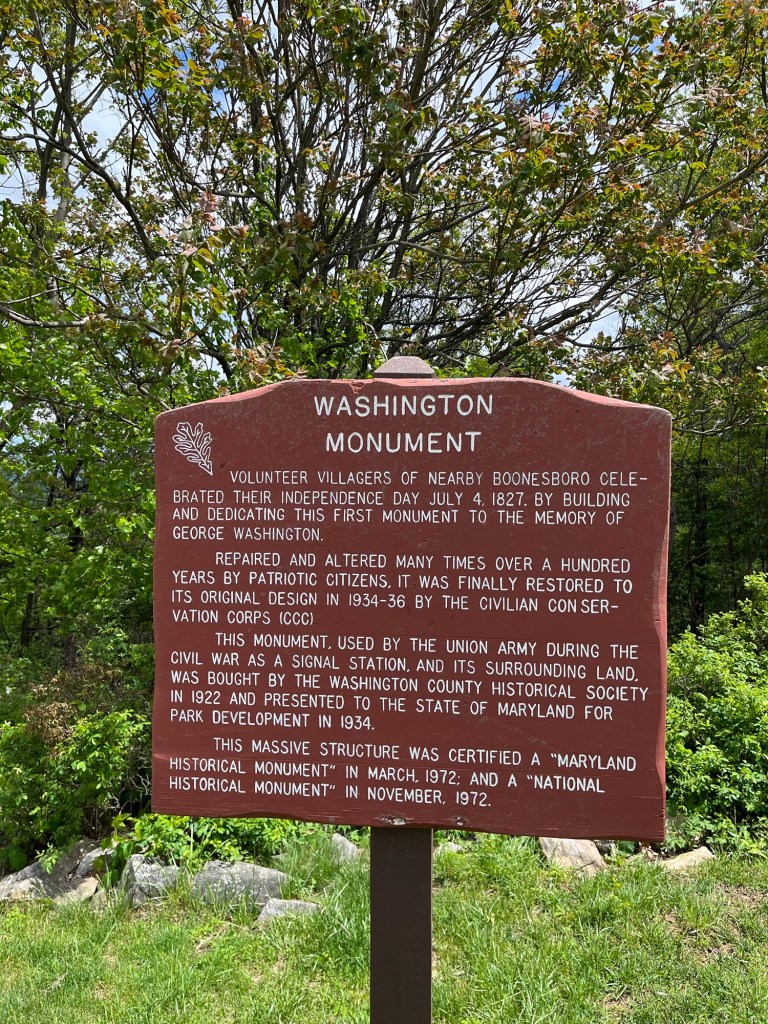 WASHINGTON
MONUMENT
VOLUNTEER VILLAGERS OF NEARBY BOONESBORO CELE-
BRATED THEIR INDEPENDENCE DAY JULY 4, 1827, BY BUILDING
AND DEDICATING THIS FIRST MONUMENT TO THE MEMORY OF
GEORGE WASHINGTON.
REPAIRED AND ALTERED MANY TIMES OVER A HUNDRED
YEARS BY PATRIOTIC CITIZENS, IT WAS FINALLY RESTORED TO
ITS ORIGINAL DESIGN IN 1934-36 BY THE CIVILIAN CONSER-
VATION CORPS (CCC)
THIS MONUMENT, USED BY THE UNION ARMY DURING THE
CIVIL WAR AS A SIGNAL STATION, AND ITS SURROUNDING LAND,
WAS BOUGHT BY THE WASHINGTON COUNTY HISTORICAL SOCIETY
IN 1922 AND PRESENTED TO THE STATE OF MARYLAND FOR
PARK DEVELOPMENT IN 1934.
THIS MASSIVE STRUCTURE WAS CERTIFIED A "MARYLAND
HISTORICAL MONUMENT" IN MARCH, 1972; AND A "NATIONAL
HISTORICAL MONUMENT" IN NOVEMBER, 1972.